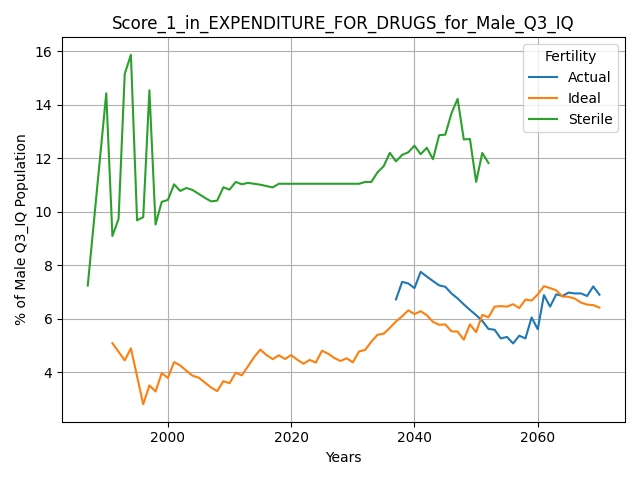 Score_1_in_EXPENDITURE_FOR_DRUGS_for_Male_Q3_IQ
% of Male Q3_IQ Population
16
14
12
10
8
6
4
2000
2020
2040
2060
Years
Fertility
Actual
Ideal
Sterile